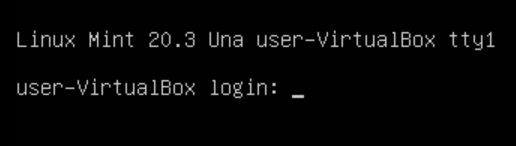 Linux Mint 20.3 Una user-VirtualBox tty1
user-VirtualBox login: _